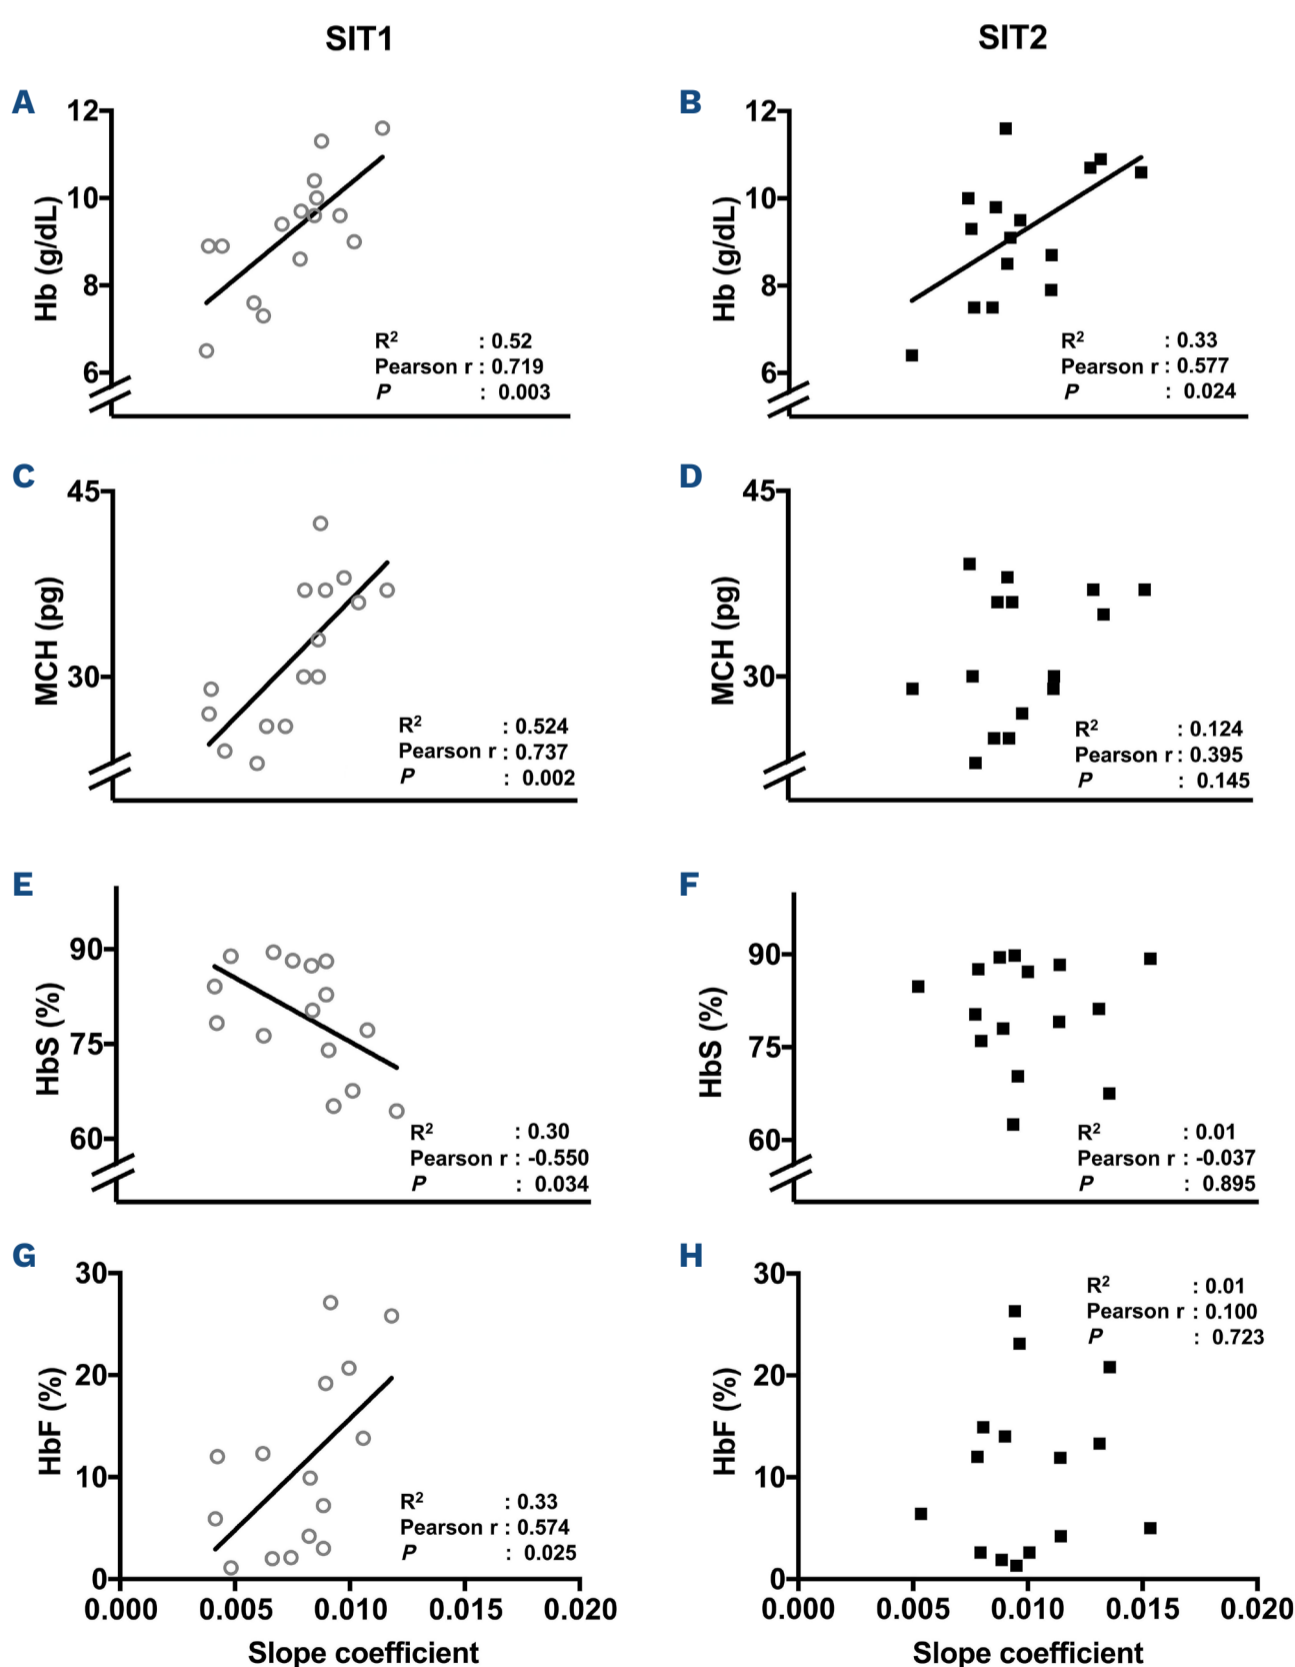 SIT1
SIT2
A
12
10
8
6
Hb (g/dL)
R² : 0.52
Pearson r : 0.719
P : 0.003
B
12
10
8
6
Hb (g/dL)
R² : 0.33
Pearson r : 0.577
P : 0.024
C
45
30
MCH (pg)
R² : 0.524
Pearson r : 0.737
P : 0.002
D
45
30
MCH (pg)
R² : 0.124
Pearson r : 0.395
P : 0.145
E
90
75
60
HbS (%)
R² : 0.30
Pearson r : -0.550
P : 0.034
F
90
75
60
HbS (%)
R² : 0.01
Pearson r : -0.037
P : 0.895
G
30
20
10
0
HbF (%)
R² : 0.33
Pearson r : 0.574
P : 0.025
0.000 0.005 0.010 0.015 0.020
Slope coefficient
H
30
20
10
0
HbF (%)
R² : 0.01
Pearson r : 0.100
P : 0.723
0.000 0.005 0.010 0.015 0.020
Slope coefficient